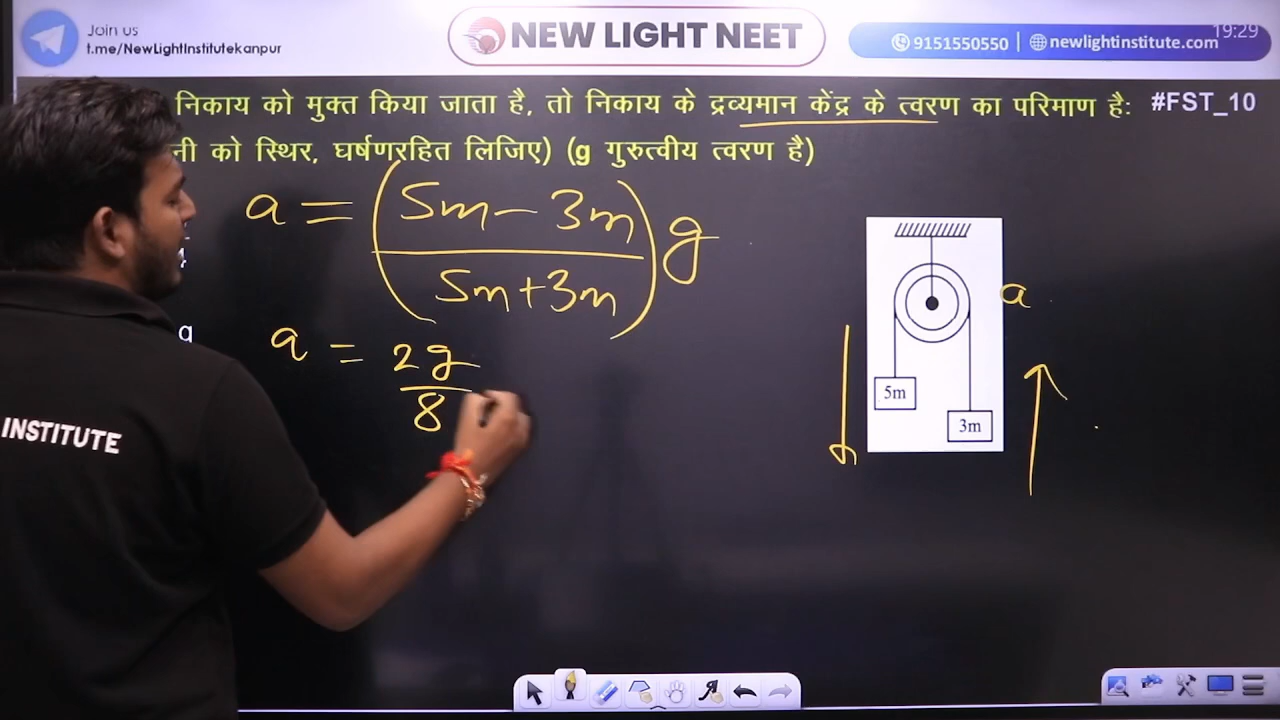 Join us
t.me/NewLightInstitutekanpur
NEW LIGHT NEET
9151550550 | newlightinstitute.com
19:29
निकाय को मुक्त किया जाता है, तो निकाय के द्रव्यमान केंद्र के त्वरण का परिमाण है:
#FST_10
को स्थिर, घर्षणरहित लिजिए) (g गुरुत्वीय त्वरण है)
a = (5m - 3m / 5m + 3m) g
a = 2g / 8
a
5m
3m
INSTITUTE